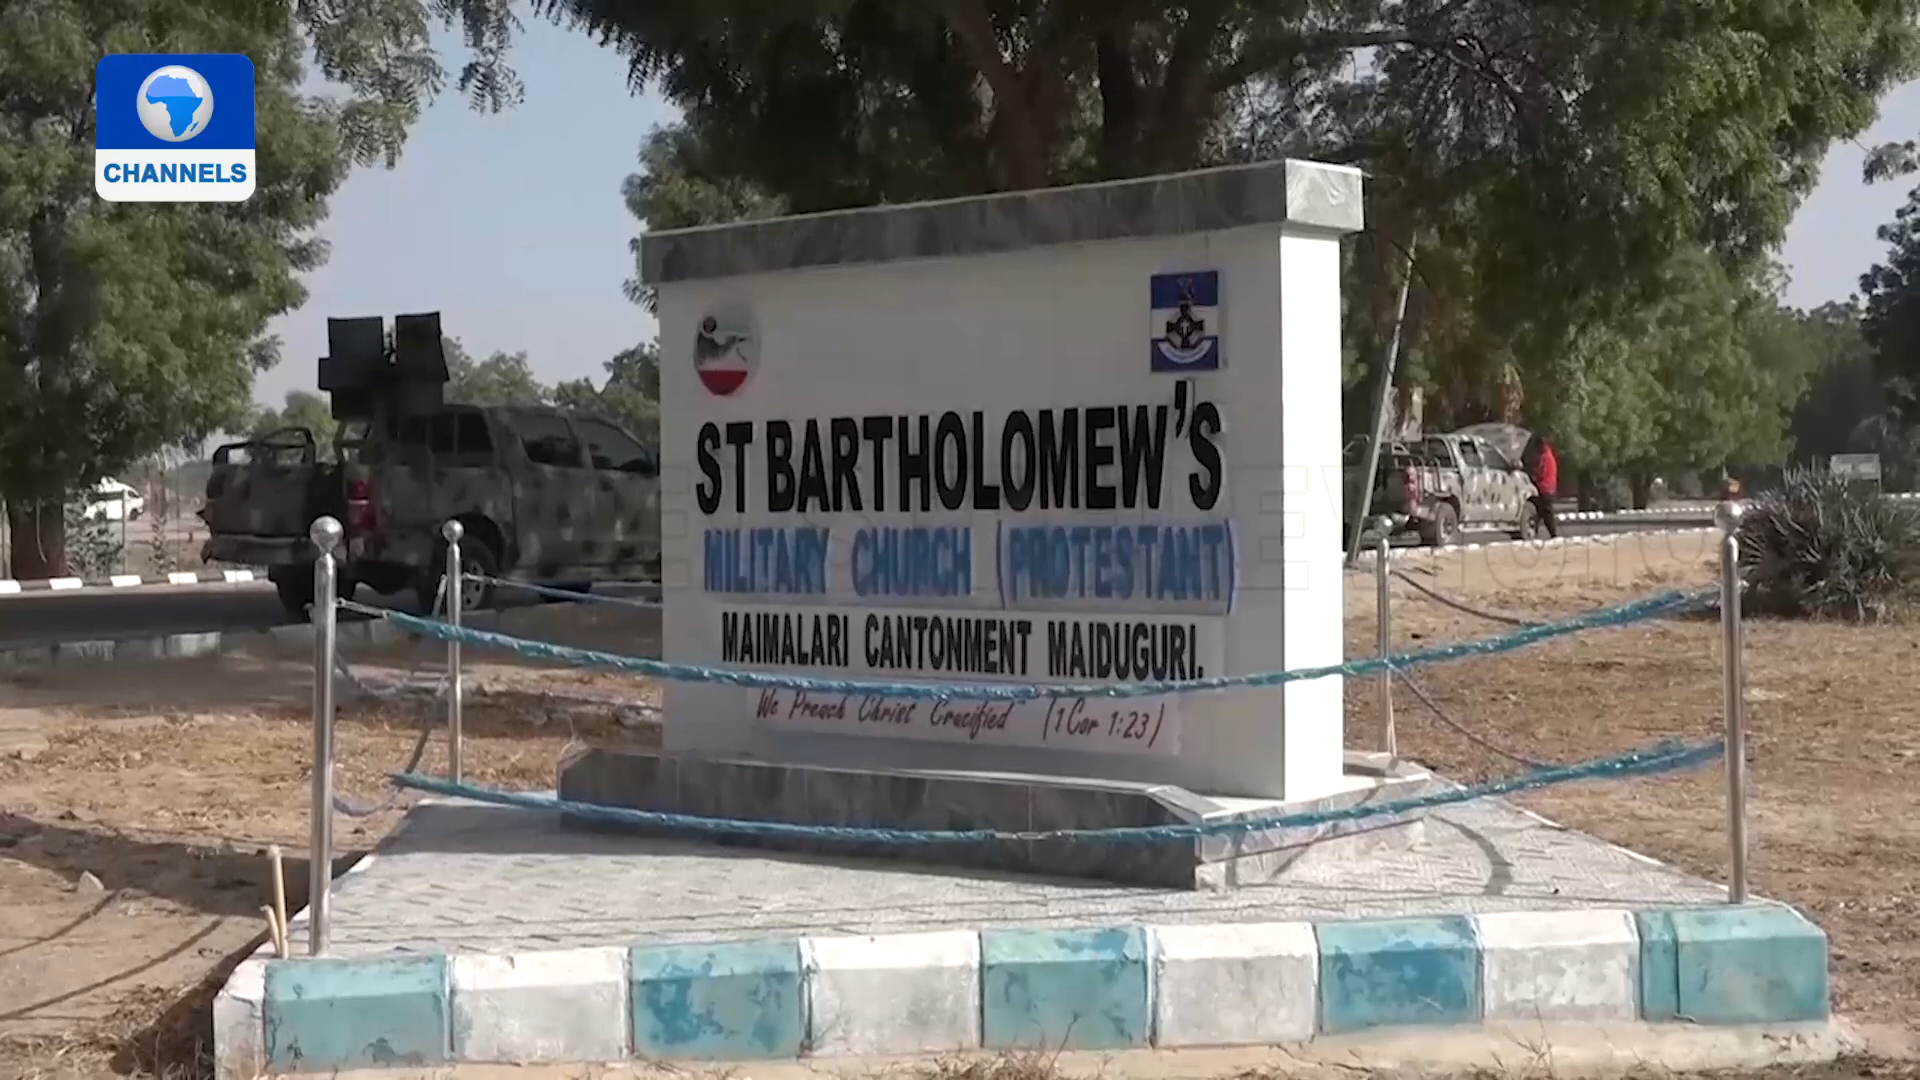 CHANNELS
ST BARTHOLOMEW'S
MILITARY CHURCH (PROTESTANT)
MAIMALARI CANTONMENT MAIDUGURI.
We Preach Christ Crucified (1 Cor 1:23)